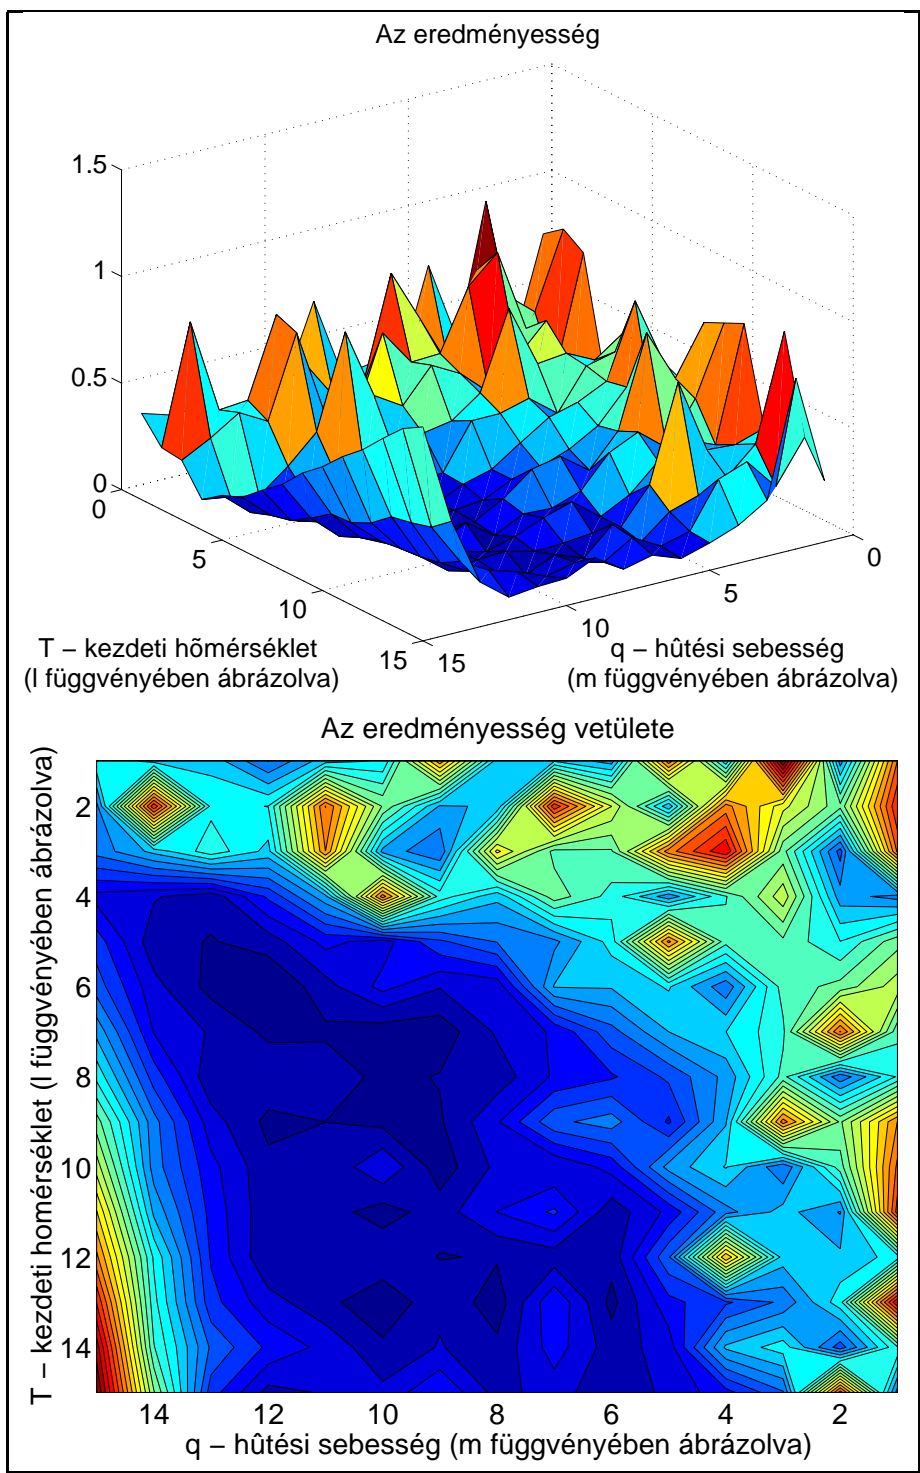 Az eredményesség
1.5
1
0.5
0
0
5
10
15
15
10
5
0
T – kezdeti hõmérséklet
(l függvényében ábrázolva)
q – hûtési sebesség
(m függvényében ábrázolva)
Az eredményesség vetülete
T – kezdeti homérséklet (l függvényében ábrázolva)
2
4
6
8
10
12
14
14 12 10 8 6 4 2
q – hûtési sebesség (m függvényében ábrázolva)